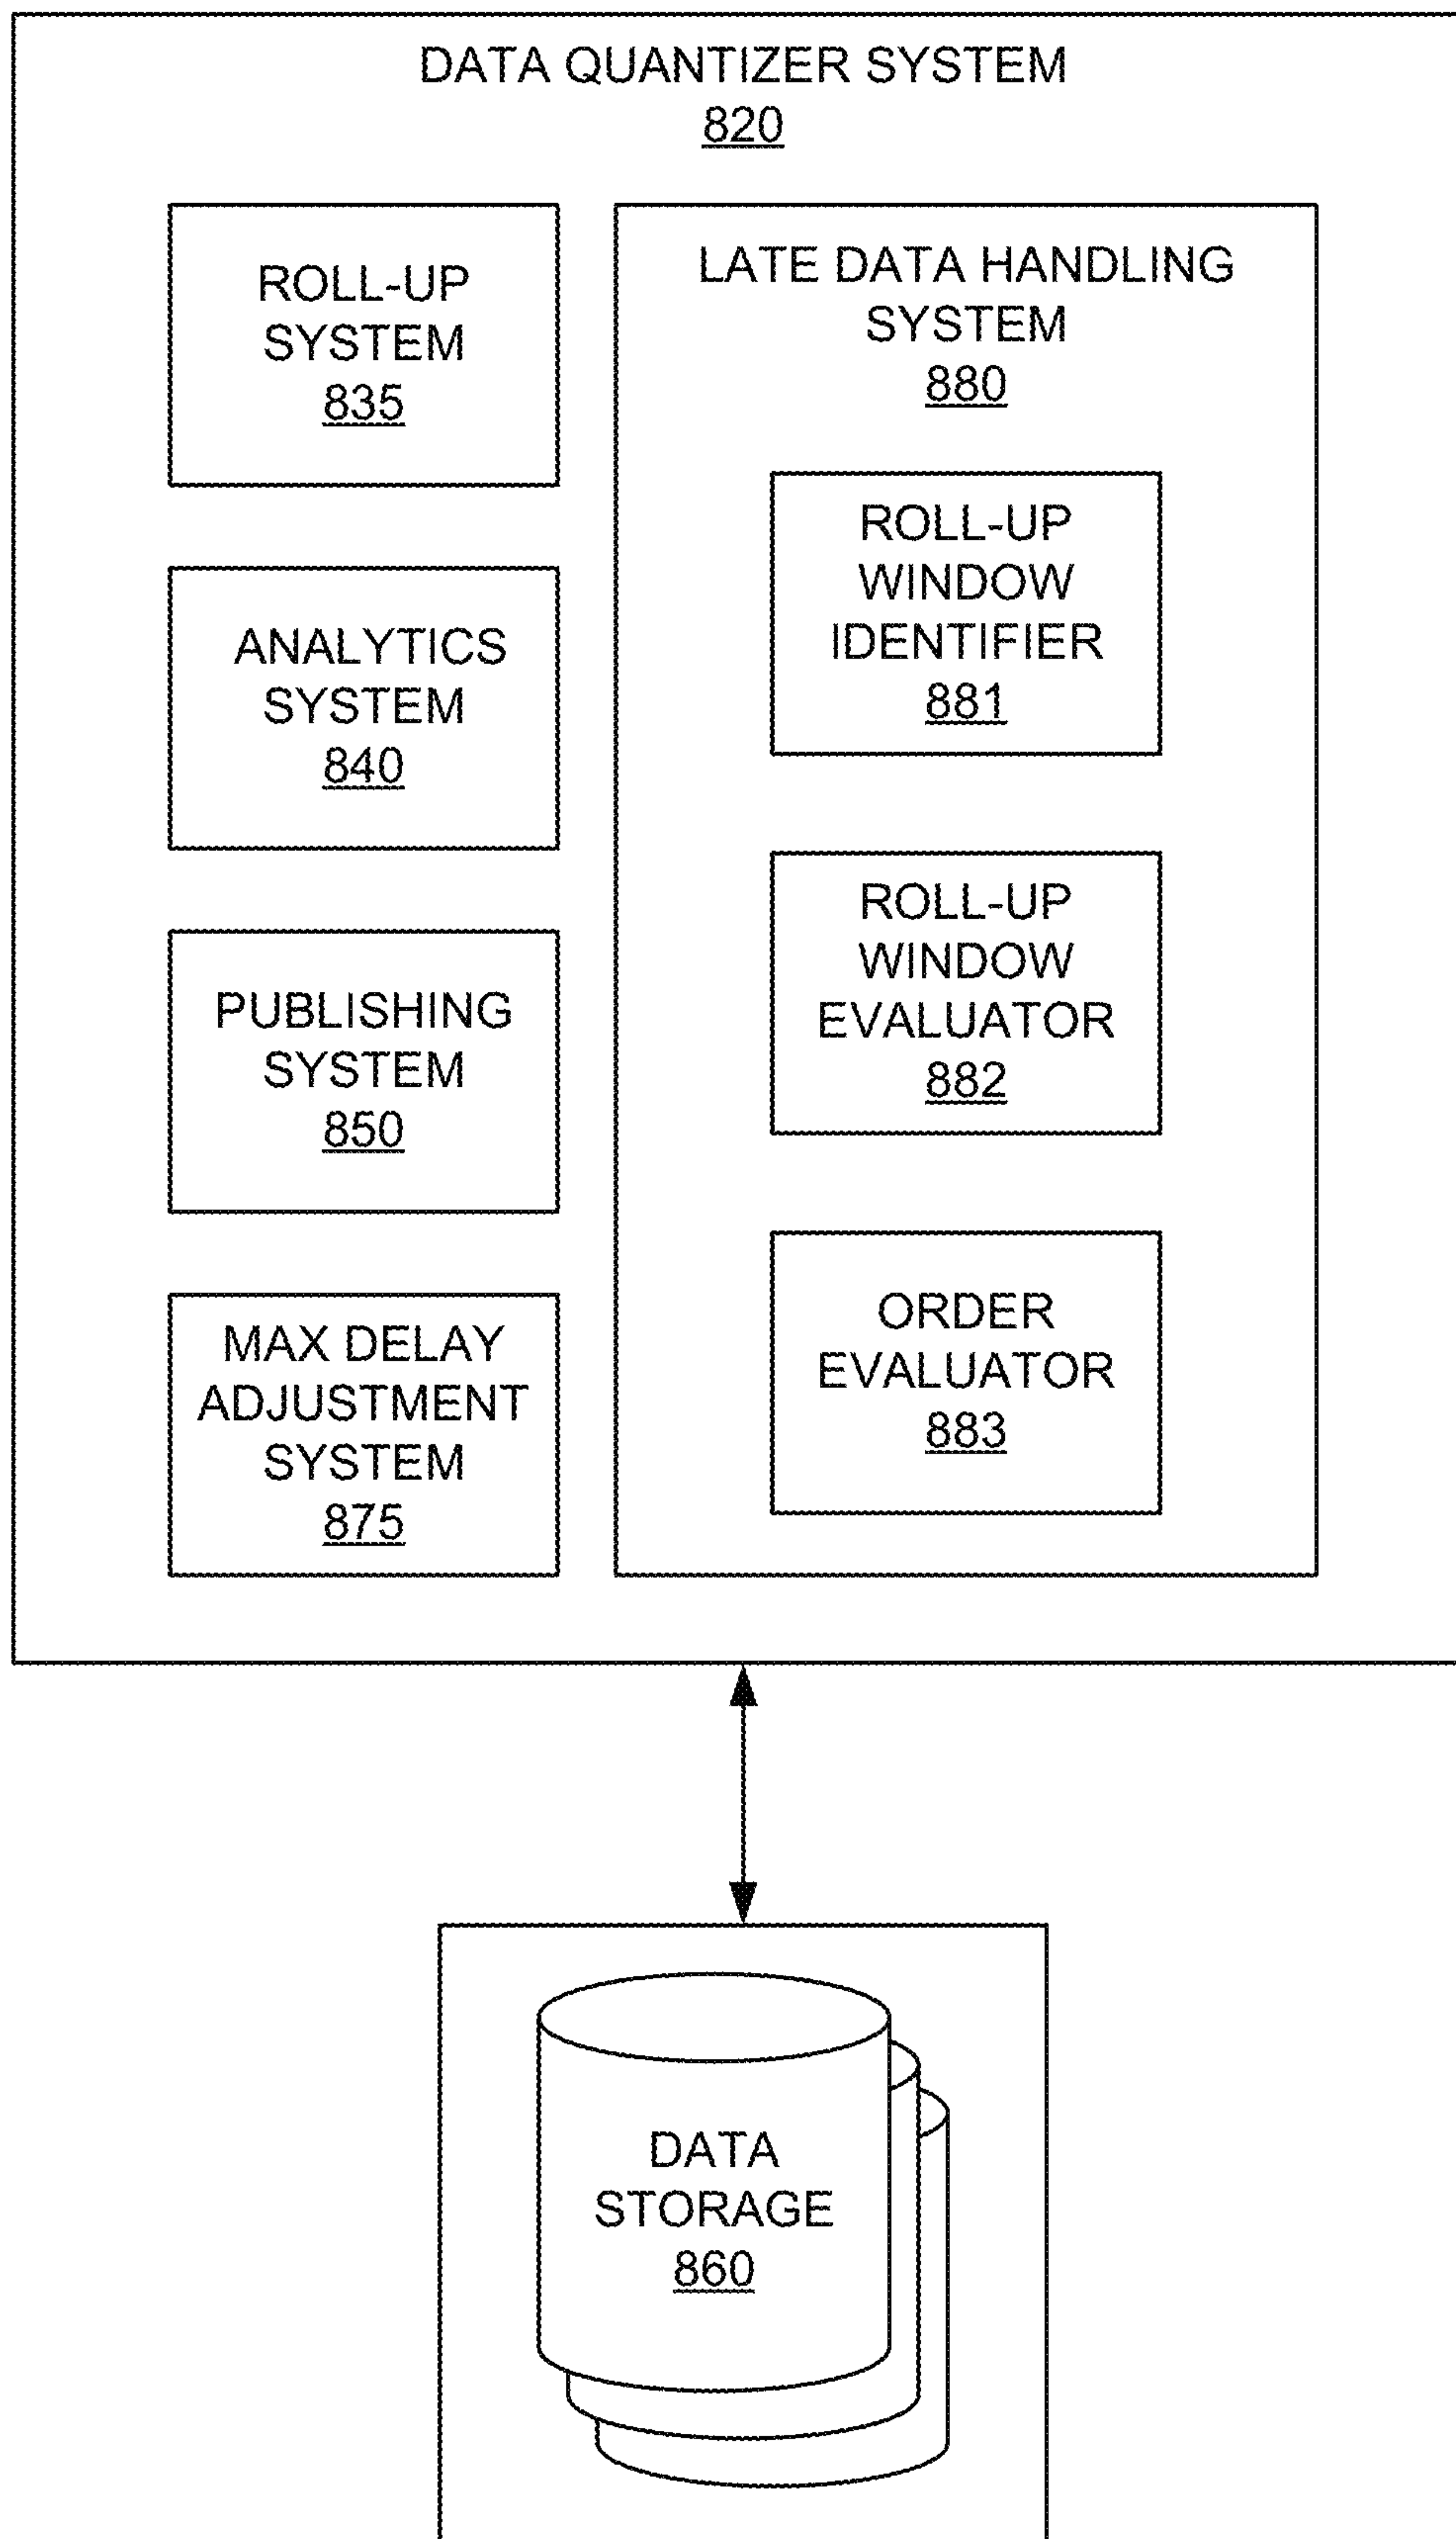 DATA QUANTIZER SYSTEM
820
ROLL-UP
SYSTEM
835
ANALYTICS
SYSTEM
840
PUBLISHING
SYSTEM
850
MAX DELAY
ADJUSTMENT
SYSTEM
875
LATE DATA HANDLING
SYSTEM
880
ROLL-UP
WINDOW
IDENTIFIER
881
ROLL-UP
WINDOW
EVALUATOR
882
ORDER
EVALUATOR
883
DATA
STORAGE
860